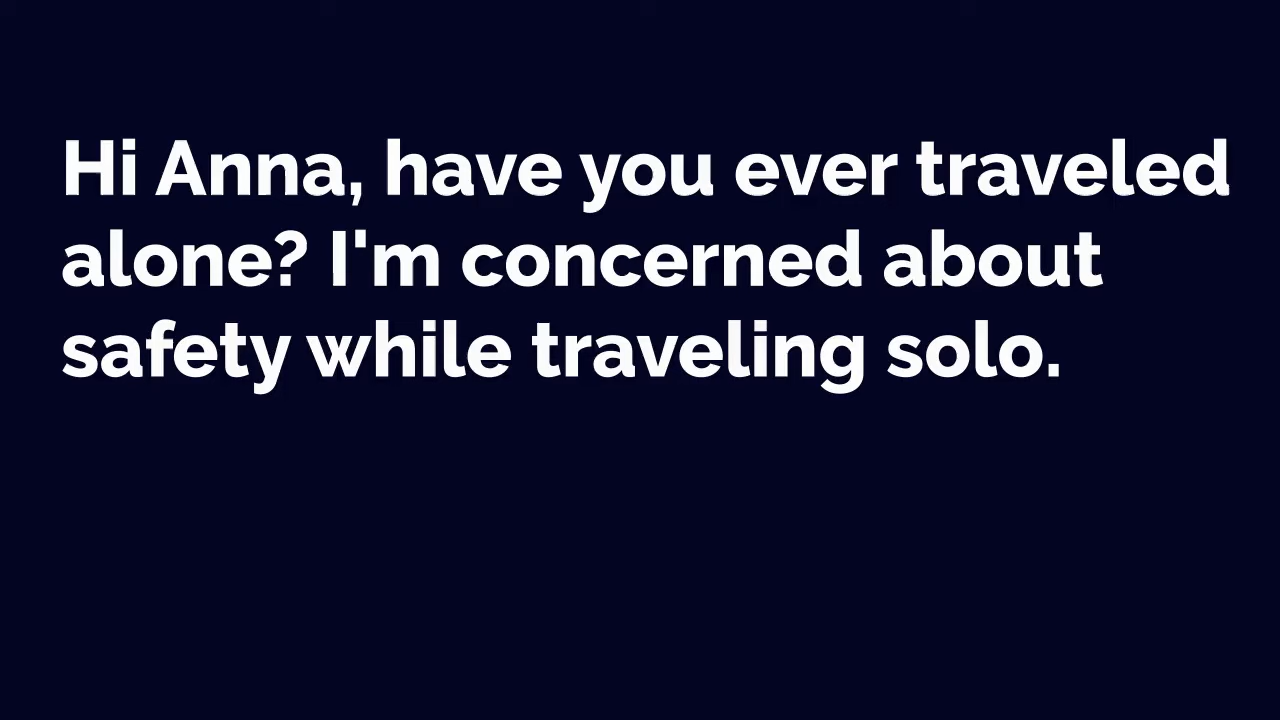 Hi Anna, have you ever traveled
alone? I'm concerned about
safety while traveling solo.